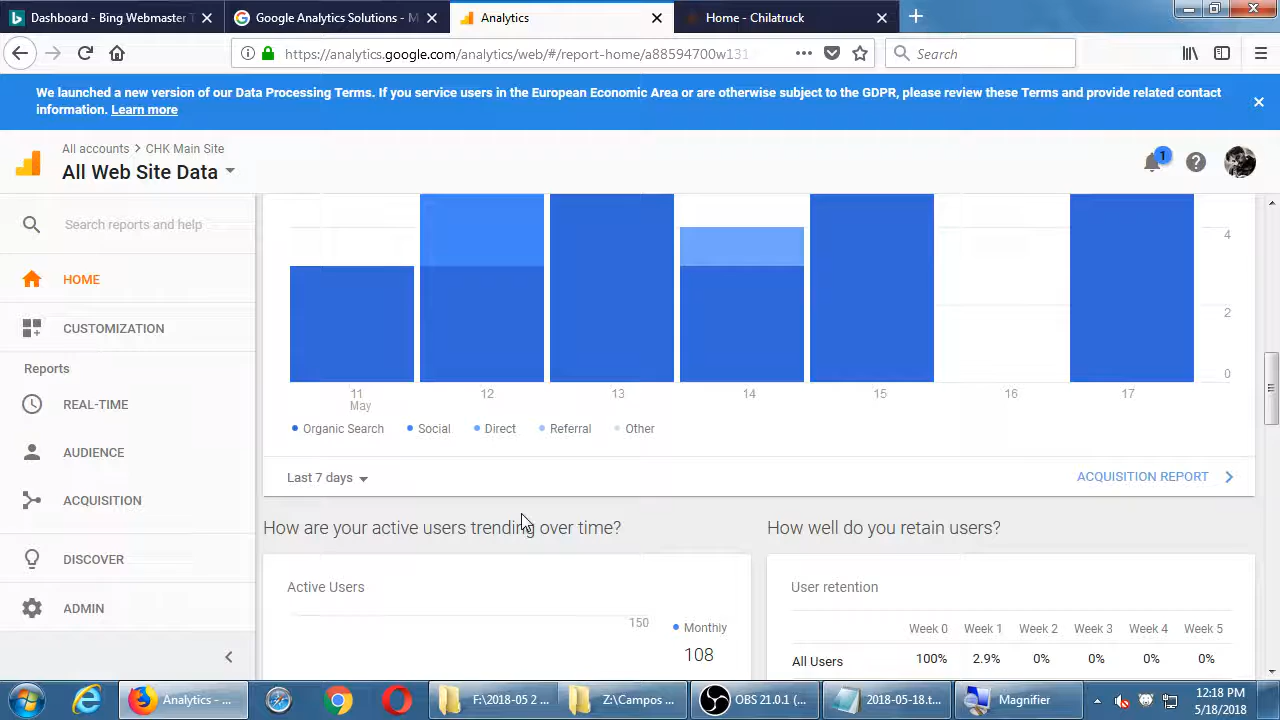 Dashboard - Bing Webmaster T
Google Analytics Solutions - M
Analytics
Home - Chilatruck
https://analytics.google.com/analytics/web/#/report-home/a88594700w131
Search
We launched a new version of our Data Processing Terms. If you service users in the European Economic Area or are otherwise subject to the GDPR, please review these Terms and provide related contact
information. Learn more
All accounts > CHK Main Site
All Web Site Data
1
Search reports and help
HOME
CUSTOMIZATION
Reports
REAL-TIME
AUDIENCE
ACQUISITION
DISCOVER
ADMIN
4
2
0
11 12 13 14 15 16 17
May
Organic Search Social Direct Referral Other
Last 7 days
ACQUISITION REPORT
How are your active users trending over time?
Active Users
150
Monthly
108
How well do you retain users?
User retention
Week 0 Week 1 Week 2 Week 3 Week 4 Week 5
All Users 100% 2.9% 0% 0% 0% 0%
Analytics - ...
F:\2018-05 2 ...
Z:\Campos ...
OBS 21.0.1 (...
2018-05-18.t...
Magnifier
12:18 PM
5/18/2018